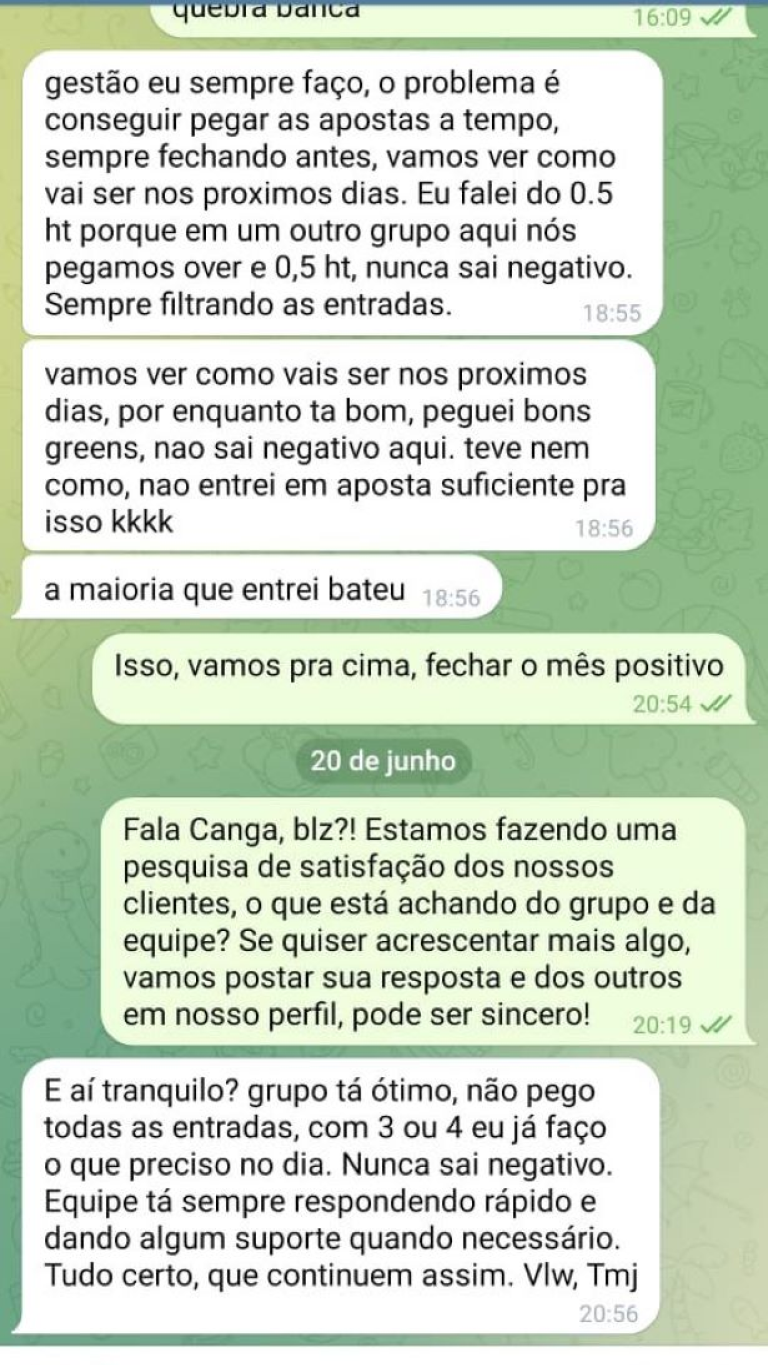 quebra banca
16:09
gestão eu sempre faço, o problema é
conseguir pegar as apostas a tempo,
sempre fechando antes, vamos ver como
vai ser nos proximos dias. Eu falei do 0.5
ht porque em um outro grupo aqui nós
pegamos over e 0,5 ht, nunca sai negativo.
Sempre filtrando as entradas.
18:55
vamos ver como vais ser nos proximos
dias, por enquanto ta bom, peguei bons
greens, nao sai negativo aqui. teve nem
como, nao entrei em aposta suficiente pra
isso kkkk
18:56
a maioria que entrei bateu 18:56
Isso, vamos pra cima, fechar o mês positivo
20:54
20 de junho
Fala Canga, blz?! Estamos fazendo uma
pesquisa de satisfação dos nossos
clientes, o que está achando do grupo e da
equipe? Se quiser acrescentar mais algo,
vamos postar sua resposta e dos outros
em nosso perfil, pode ser sincero!
20:19
E aí tranquilo? grupo tá ótimo, não pego
todas as entradas, com 3 ou 4 eu já faço
o que preciso no dia. Nunca sai negativo.
Equipe tá sempre respondendo rápido e
dando algum suporte quando necessário.
Tudo certo, que continuem assim. Vlw, Tmj
20:56